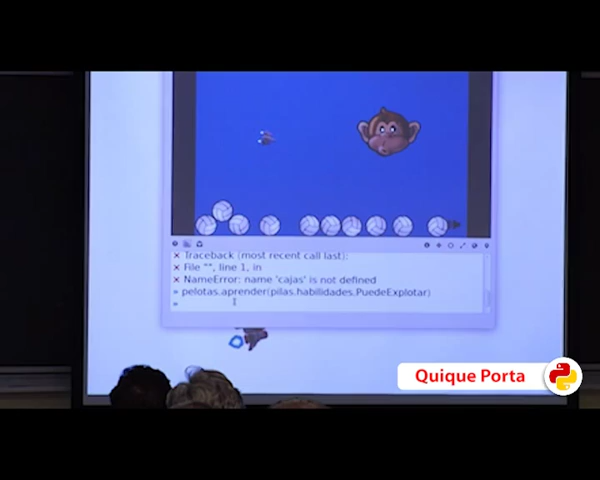 Traceback (most recent call last):
File "", line 1, in
NameError: name 'cajas' is not defined
pelotas.aprender(pilas.habilidades.PuedeExplotar)
Quique Porta